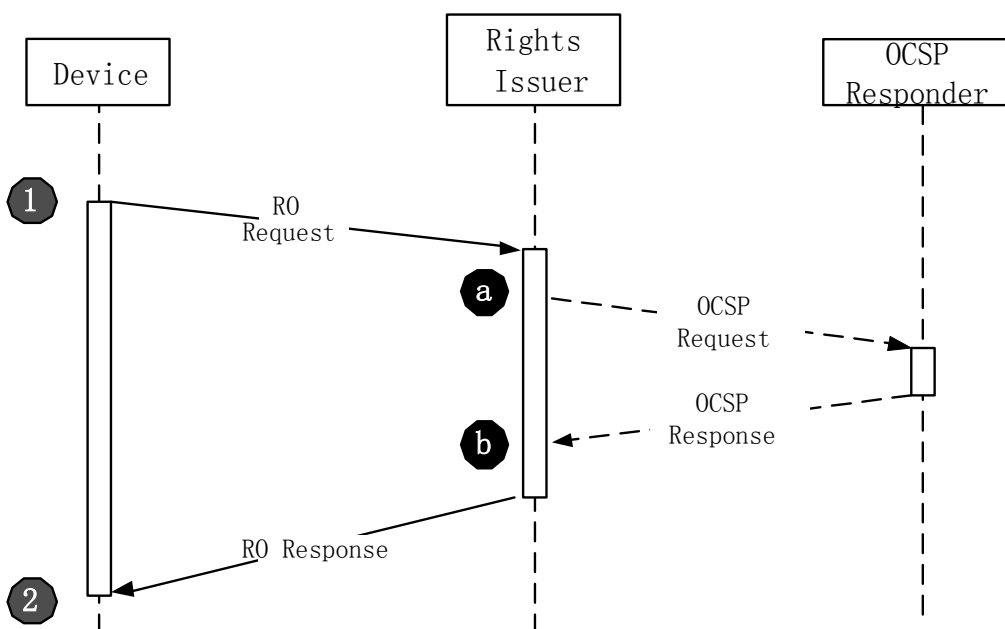 Device
Rights
Issuer
OCSP
Responder
1
RO
Request
a
OCSP
Request
OCSP
Response
b
RO Response
2